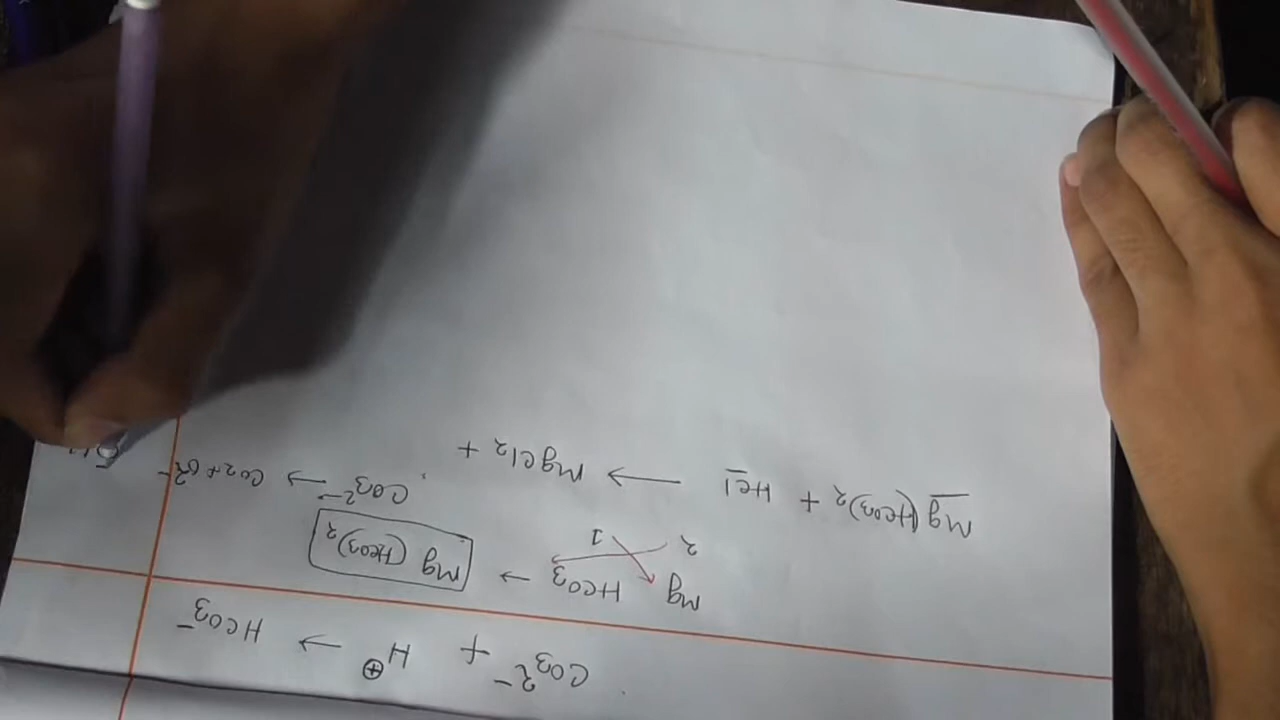 CO3²⁻ + H⊕ → HCO3⁻
Mg HCO3 → Mg (HCO3)2
2 1
Mg(HCO3)2 + HCl → MgCl2 +
CO3²⁻ → CO2 + O²⁻